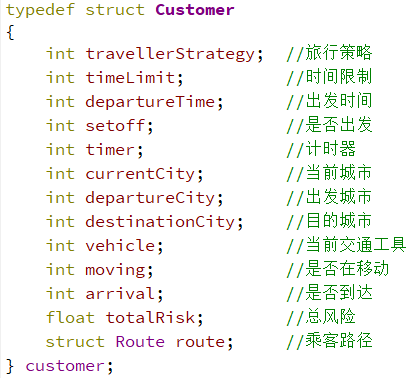 typedef struct Customer
{
    int travellerStrategy;  //旅行策略
    int timeLimit;          //时间限制
    int departureTime;      //出发时间
    int setoff;             //是否出发
    int timer;              //计时器
    int currentCity;        //当前城市
    int departureCity;      //出发城市
    int destinationCity;    //目的城市
    int vehicle;            //当前交通工具
    int moving;             //是否在移动
    int arrival;            //是否到达
    float totalRisk;        //总风险
    struct Route route;     //乘客路径
} customer;